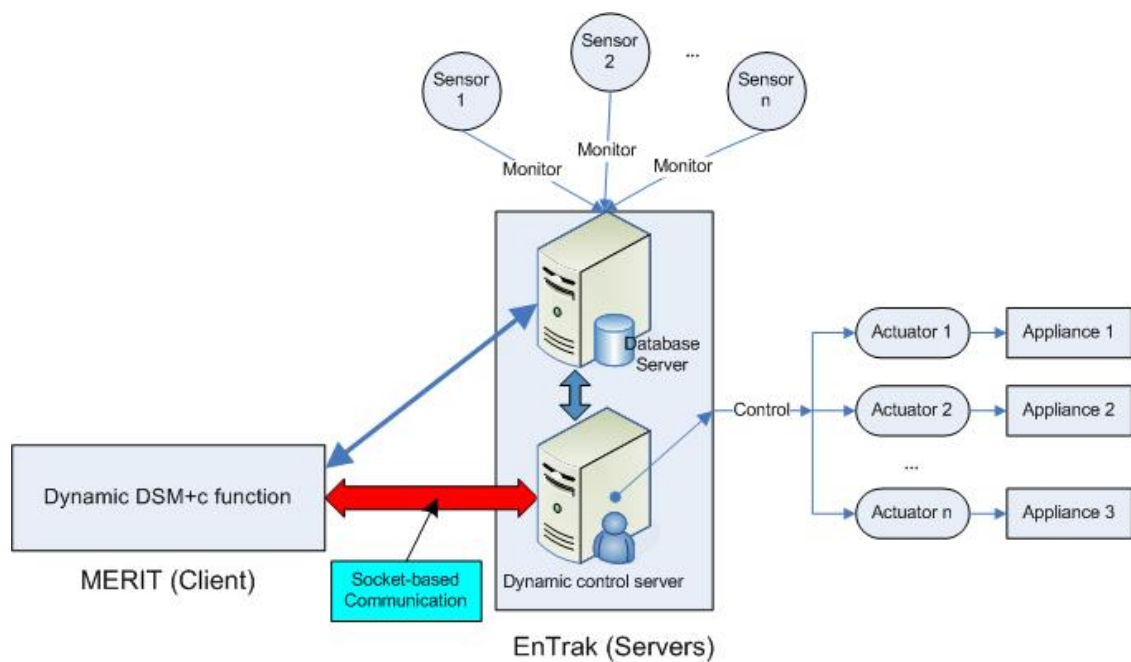 Sensor
1
Sensor
2
...
Sensor
n
Monitor
Monitor
Monitor
Database
Server
Control
Actuator 1
Appliance 1
Actuator 2
Appliance 2
...
Actuator n
Appliance 3
Dynamic DSM+c function
MERIT (Client)
Socket-based
Communication
Dynamic control server
EnTrak (Servers)